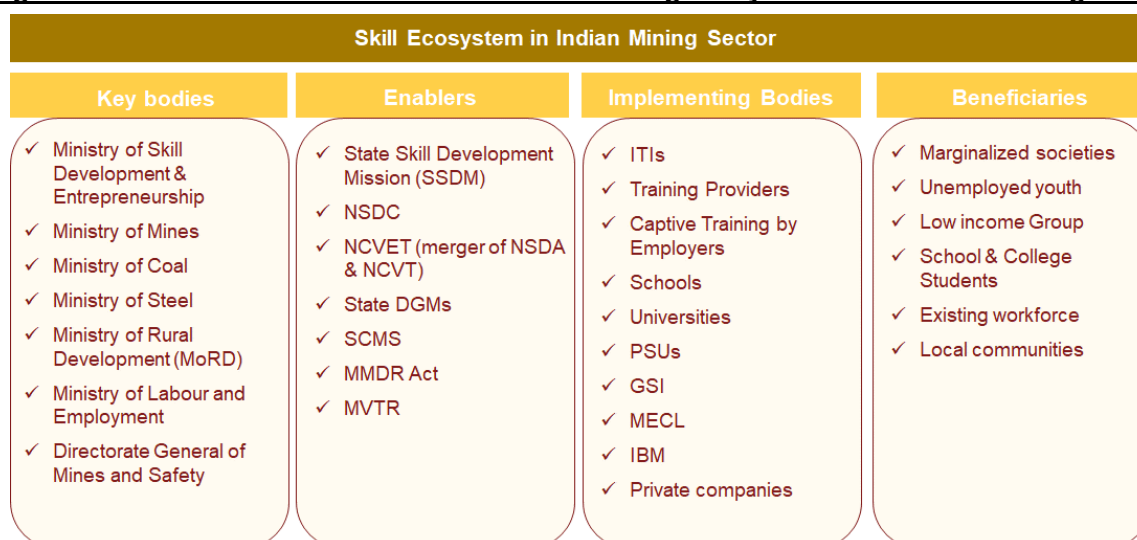 Skill Ecosystem in Indian Mining Sector
Key bodies
✓ Ministry of Skill
Development &
Entrepreneurship
✓ Ministry of Mines
✓ Ministry of Coal
✓ Ministry of Steel
✓ Ministry of Rural
Development (MoRD)
✓ Ministry of Labour and
Employment
✓ Directorate General of
Mines and Safety
Enablers
✓ State Skill Development
Mission (SSDM)
✓ NSDC
✓ NCVET (merger of NSDA
& NCVT)
✓ State DGMs
✓ SCMS
✓ MMDR Act
✓ MVTR
Implementing Bodies
✓ ITIs
✓ Training Providers
✓ Captive Training by
Employers
✓ Schools
✓ Universities
✓ PSUs
✓ GSI
✓ MECL
✓ IBM
✓ Private companies
Beneficiaries
✓ Marginalized societies
✓ Unemployed youth
✓ Low income Group
✓ School & College
Students
✓ Existing workforce
✓ Local communities